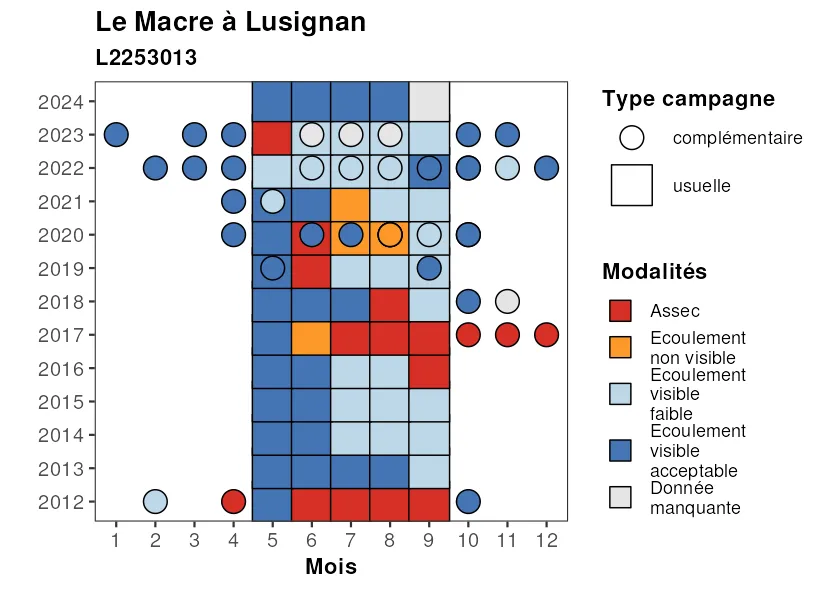 Le Macre à Lusignan
L2253013
2024
2023
2022
2021
2020
2019
2018
2017
2016
2015
2014
2013
2012
1 2 3 4 5 6 7 8 9 10 11 12
Mois
Type campagne
complémentaire
usuelle
Modalités
Assec
Ecoulement
non visible
Ecoulement
visible
faible
Ecoulement
visible
acceptable
Donnée
manquante